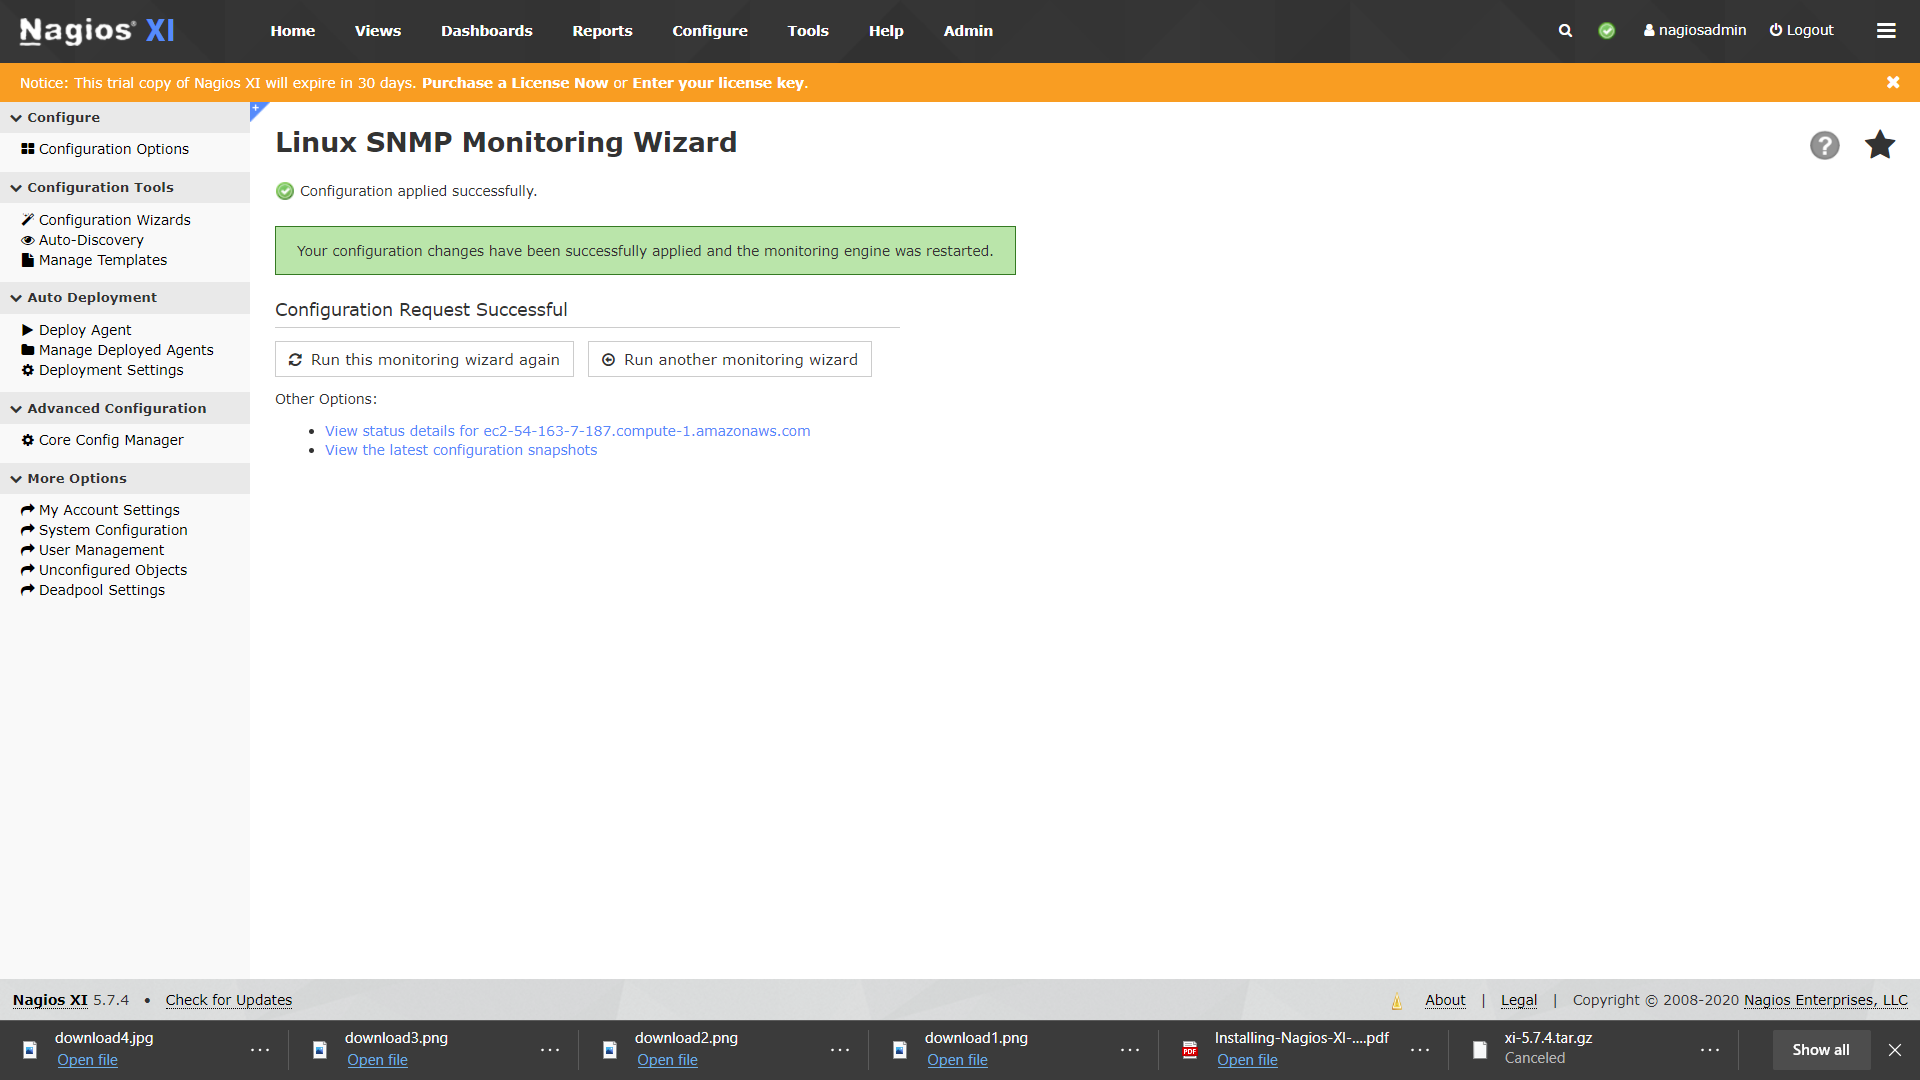 Nagios® XI
Home Views Dashboards Reports Configure Tools Help Admin
nagiosadmin Logout
Notice: This trial copy of Nagios XI will expire in 30 days. Purchase a License Now or Enter your license key.
Configure
Configuration Options
Configuration Tools
Configuration Wizards
Auto-Discovery
Manage Templates
Auto Deployment
Deploy Agent
Manage Deployed Agents
Deployment Settings
Advanced Configuration
Core Config Manager
More Options
My Account Settings
System Configuration
User Management
Unconfigured Objects
Deadpool Settings
Linux SNMP Monitoring Wizard
Configuration applied successfully.
Your configuration changes have been successfully applied and the monitoring engine was restarted.
Configuration Request Successful
Run this monitoring wizard again
Run another monitoring wizard
Other Options:
• View status details for ec2-54-163-7-187.compute-1.amazonaws.com
• View the latest configuration snapshots
Nagios XI 5.7.4 • Check for Updates
About | Legal | Copyright © 2008-2020 Nagios Enterprises, LLC
download4.jpg
Open file
download3.png
Open file
download2.png
Open file
download1.png
Open file
Installing-Nagios-XI-....pdf
Open file
PDF
xi-5.7.4.tar.gz
Canceled
Show all